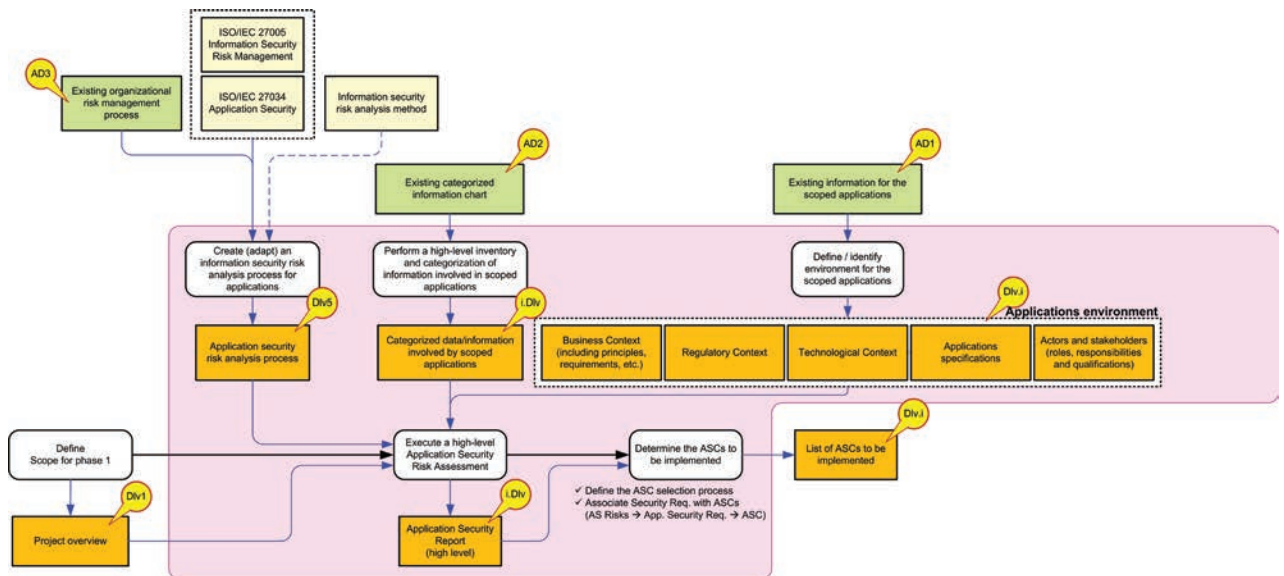 ISO/IEC 27005
Information Security
Risk Management
AD3
Existing organizational
risk management
process
ISO/IEC 27034
Application Security
Information security
risk analysis method
AD2
Existing categorized
information chart
AD1
Existing information for the
scoped applications
Create (adapt) an
information security risk
analysis process for
applications
Perform a high-level inventory
and categorization of
information involved in scoped
applications
Define / identify
environment for the
scoped applications
Dlv5
i.Dlv
Dlv.i
Applications environment
Application security
risk analysis process
Categorized data/information
involved by scoped
applications
Business Context
(including principles,
requirements, etc.)
Regulatory Context
Technological Context
Applications
specifications
Actors and stakeholders
(roles, responsibilities
and qualifications)
Define
Scope for phase 1
Execute a high-level
Application Security
Risk Assessment
Determine the ASCs to
be implemented
Dlv.i
List of ASCs to be
implemented
✓ Define the ASC selection process
✓ Associate Security Req. with ASCs
(AS Risks → App. Security Req. → ASC)
Dlv1
Project overview
i.Dlv
Application Security
Report
(high level)